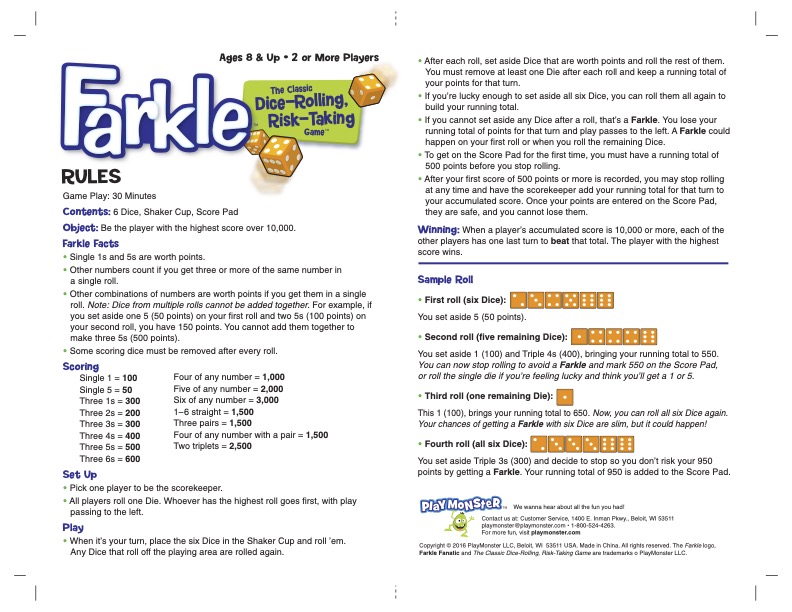 Ages 8 & Up • 2 or More Players
Farkle™
The Classic
Dice-Rolling,
Risk-Taking
Game™
RULES
Game Play: 30 Minutes
Contents: 6 Dice, Shaker Cup, Score Pad
Object: Be the player with the highest score over 10,000.
Farkle Facts
• Single 1s and 5s are worth points.
• Other numbers count if you get three or more of the same number in
a single roll.
• Other combinations of numbers are worth points if you get them in a single
roll. Note: Dice from multiple rolls cannot be added together. For example, if
you set aside one 5 (50 points) on your first roll and two 5s (100 points) on
your second roll, you have 150 points. You cannot add them together to
make three 5s (500 points).
• Some scoring dice must be removed after every roll.
Scoring
Single 1 = 100
Single 5 = 50
Three 1s = 300
Three 2s = 200
Three 3s = 300
Three 4s = 400
Three 5s = 500
Three 6s = 600
Four of any number = 1,000
Five of any number = 2,000
Six of any number = 3,000
1–6 straight = 1,500
Three pairs = 1,500
Four of any number with a pair = 1,500
Two triplets = 2,500
Set Up
• Pick one player to be the scorekeeper.
• All players roll one Die. Whoever has the highest roll goes first, with play
passing to the left.
Play
• When it's your turn, place the six Dice in the Shaker Cup and roll 'em.
Any Dice that roll off the playing area are rolled again.
• After each roll, set aside Dice that are worth points and roll the rest of them.
You must remove at least one Die after each roll and keep a running total of
your points for that turn.
• If you're lucky enough to set aside all six Dice, you can roll them all again to
build your running total.
• If you cannot set aside any Dice after a roll, that's a Farkle. You lose your
running total of points for that turn and play passes to the left. A Farkle could
happen on your first roll or when you roll the remaining Dice.
• To get on the Score Pad for the first time, you must have a running total of
500 points before you stop rolling.
• After your first score of 500 points or more is recorded, you may stop rolling
at any time and have the scorekeeper add your running total for that turn to
your accumulated score. Once your points are entered on the Score Pad,
they are safe, and you cannot lose them.
Winning: When a player's accumulated score is 10,000 or more, each of the
other players has one last turn to beat that total. The player with the highest
score wins.
Sample Roll
• First roll (six Dice):
You set aside 5 (50 points).
• Second roll (five remaining Dice):
You set aside 1 (100) and Triple 4s (400), bringing your running total to 550.
You can now stop rolling to avoid a Farkle and mark 550 on the Score Pad,
or roll the single die if you're feeling lucky and think you'll get a 1 or 5.
• Third roll (one remaining Die):
This 1 (100), brings your running total to 650. Now, you can roll all six Dice again.
Your chances of getting a Farkle with six Dice are slim, but it could happen!
• Fourth roll (all six Dice):
You set aside Triple 3s (300) and decide to stop so you don't risk your 950
points by getting a Farkle. Your running total of 950 is added to the Score Pad.
PLAYMONSTER™ We wanna hear about all the fun you had!
Contact us at: Customer Service, 1400 E. Inman Pkwy., Beloit, WI 53511
playmonster@playmonster.com • 1-800-524-4263.
For more fun, visit playmonster.com
Copyright © 2016 PlayMonster LLC, Beloit, WI 53511 USA. Made in China. All rights reserved. The Farkle logo,
Farkle Fanatic and The Classic Dice-Rolling, Risk-Taking Game are trademarks o PlayMonster LLC.